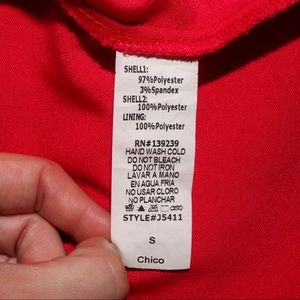 SHELL1:
97%Polyester
3%Spandex
SHELL2:
100%Polyester
LINING:
100%Polyester
RN#139239
HAND WASH COLD
DO NOT BLEACH
DO NOT IRON
LAVAR A MANO
EN AGUA FRIA
NO USAR CLORO
NO PLANCHAR
STYLE#J5411
S
Chico